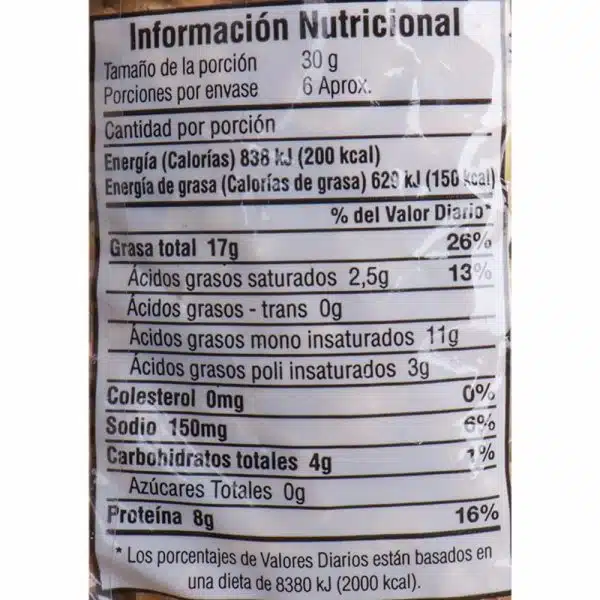 Información Nutricional
Tamaño de la porción 30 g
Porciones por envase 6 Aprox.
Cantidad por porción
Energía (Calorías) 838 kJ (200 kcal)
Energía de grasa (Calorías de grasa) 629 kJ (150 kcal)
% del Valor Diario*
Grasa total 17g 26%
Ácidos grasos saturados 2,5g 13%
Ácidos grasos - trans 0g
Ácidos grasos mono insaturados 11g
Ácidos grasos poli insaturados 3g
Colesterol 0mg 0%
Sodio 150mg 6%
Carbohidratos totales 4g 1%
Azúcares Totales 0g
Proteína 8g 16%
* Los porcentajes de Valores Diarios están basados en
una dieta de 8380 kJ (2000 kcal).